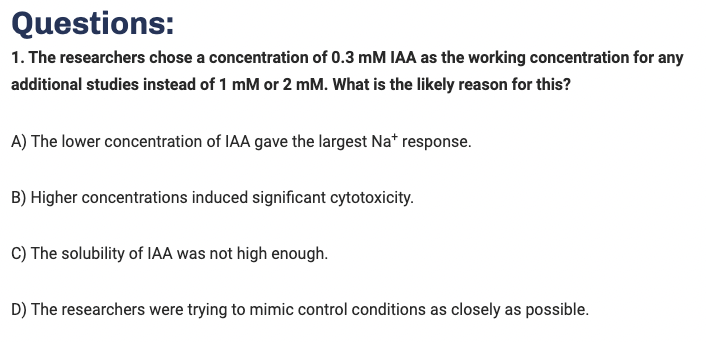 Questions:
1. The researchers chose a concentration of 0.3 mM IAA as the working concentration for any
additional studies instead of 1 mM or 2 mM. What is the likely reason for this?
A) The lower concentration of IAA gave the largest Na⁺ response.
B) Higher concentrations induced significant cytotoxicity.
C) The solubility of IAA was not high enough.
D) The researchers were trying to mimic control conditions as closely as possible.